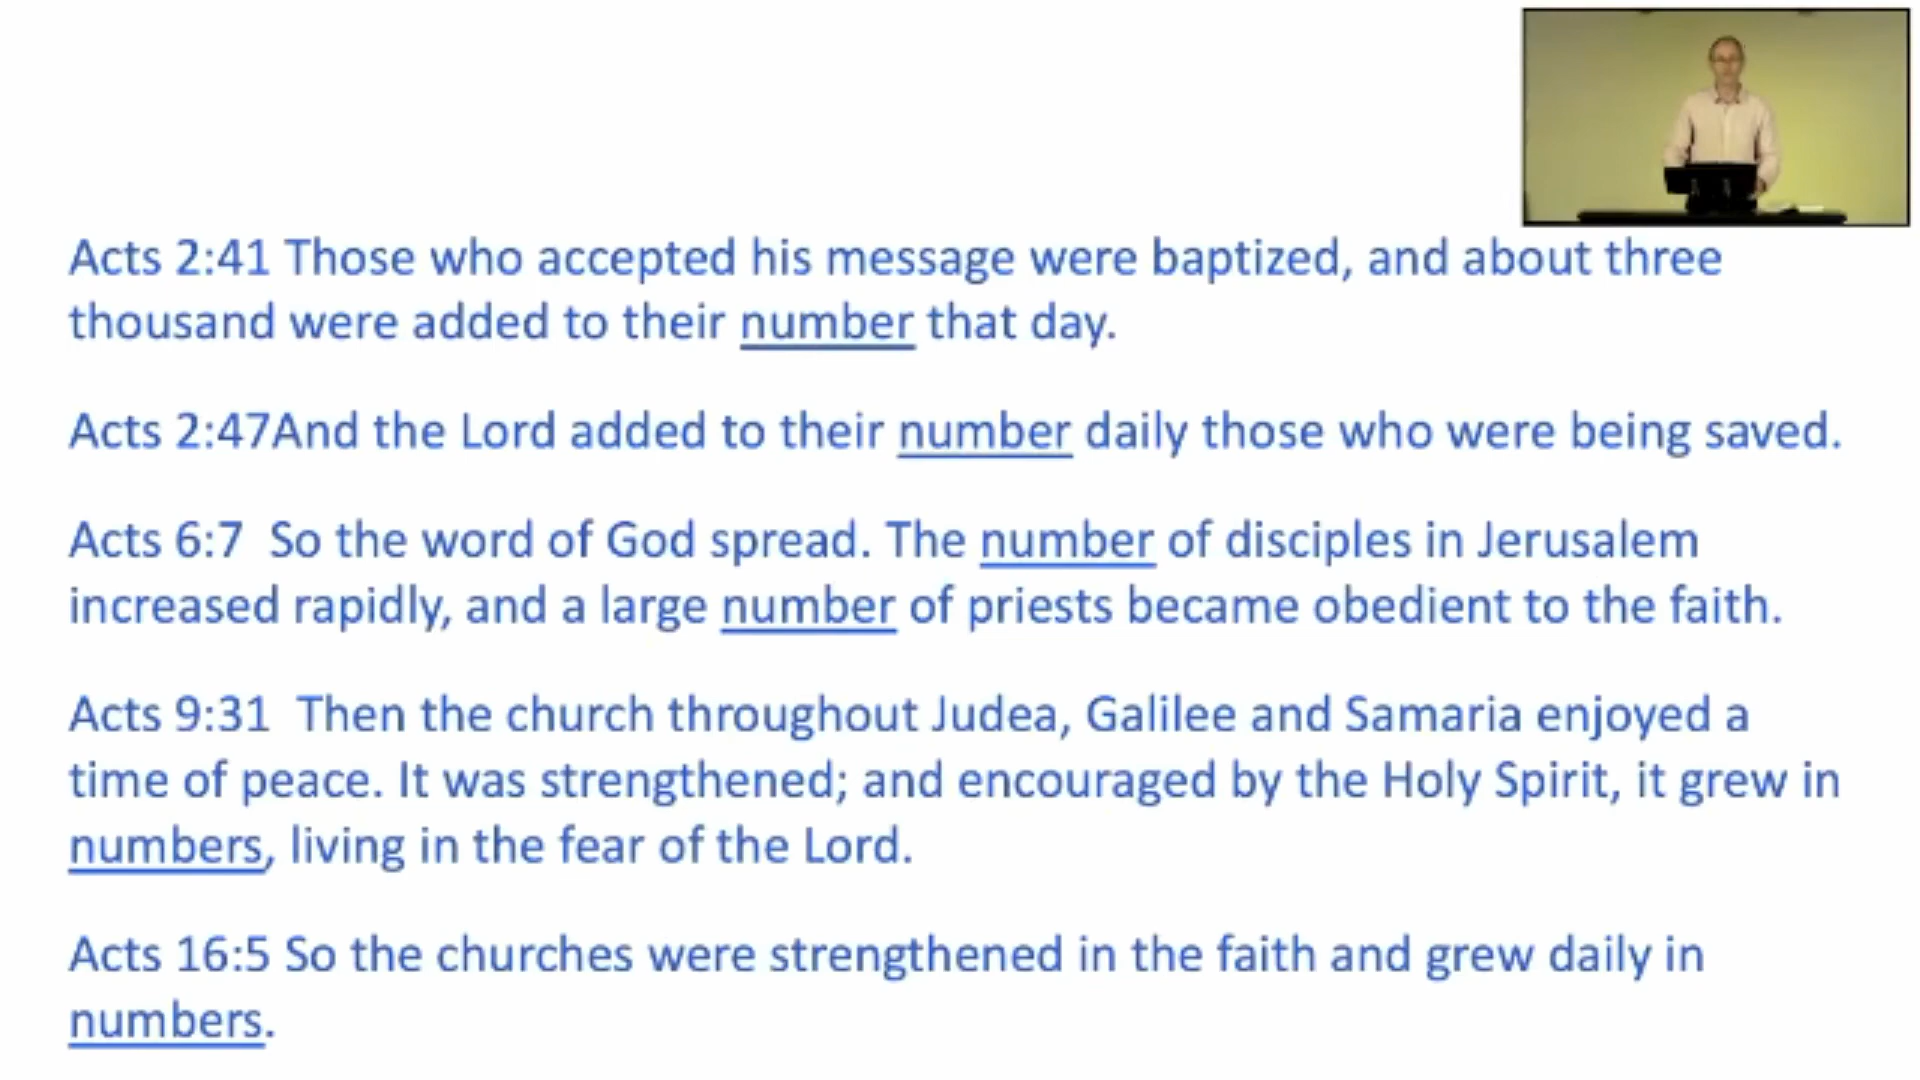 Acts 2:41 Those who accepted his message were baptized, and about three
thousand were added to their number that day.
Acts 2:47And the Lord added to their number daily those who were being saved.
Acts 6:7  So the word of God spread. The number of disciples in Jerusalem
increased rapidly, and a large number of priests became obedient to the faith.
Acts 9:31  Then the church throughout Judea, Galilee and Samaria enjoyed a
time of peace. It was strengthened; and encouraged by the Holy Spirit, it grew in
numbers, living in the fear of the Lord.
Acts 16:5 So the churches were strengthened in the faith and grew daily in
numbers.